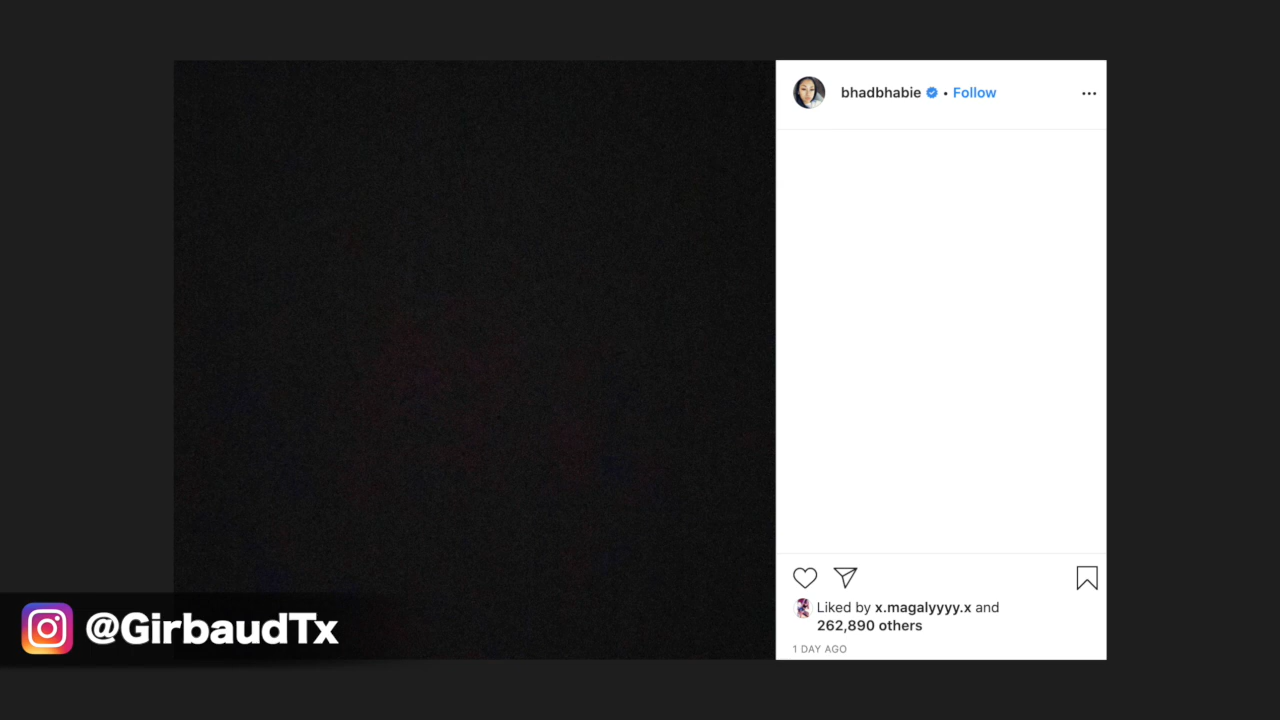 bhadbhabie • Follow
Liked by x.magalyyyy.x and
262,890 others
1 DAY AGO
@GirbaudTx